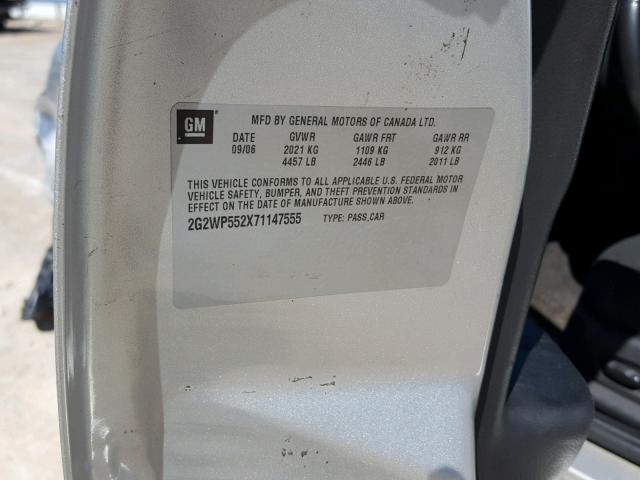 GM
MFD BY GENERAL MOTORS OF CANADA LTD.
DATE GVWR GAWR FRT GAWR RR
09/06 2021 KG 1109 KG 912 KG
4457 LB 2446 LB 2011 LB
THIS VEHICLE CONFORMS TO ALL APPLICABLE U.S. FEDERAL MOTOR
VEHICLE SAFETY, BUMPER, AND THEFT PREVENTION STANDARDS IN
EFFECT ON THE DATE OF MANUFACTURE SHOWN ABOVE.
2G2WP552X71147555 TYPE: PASS,CAR